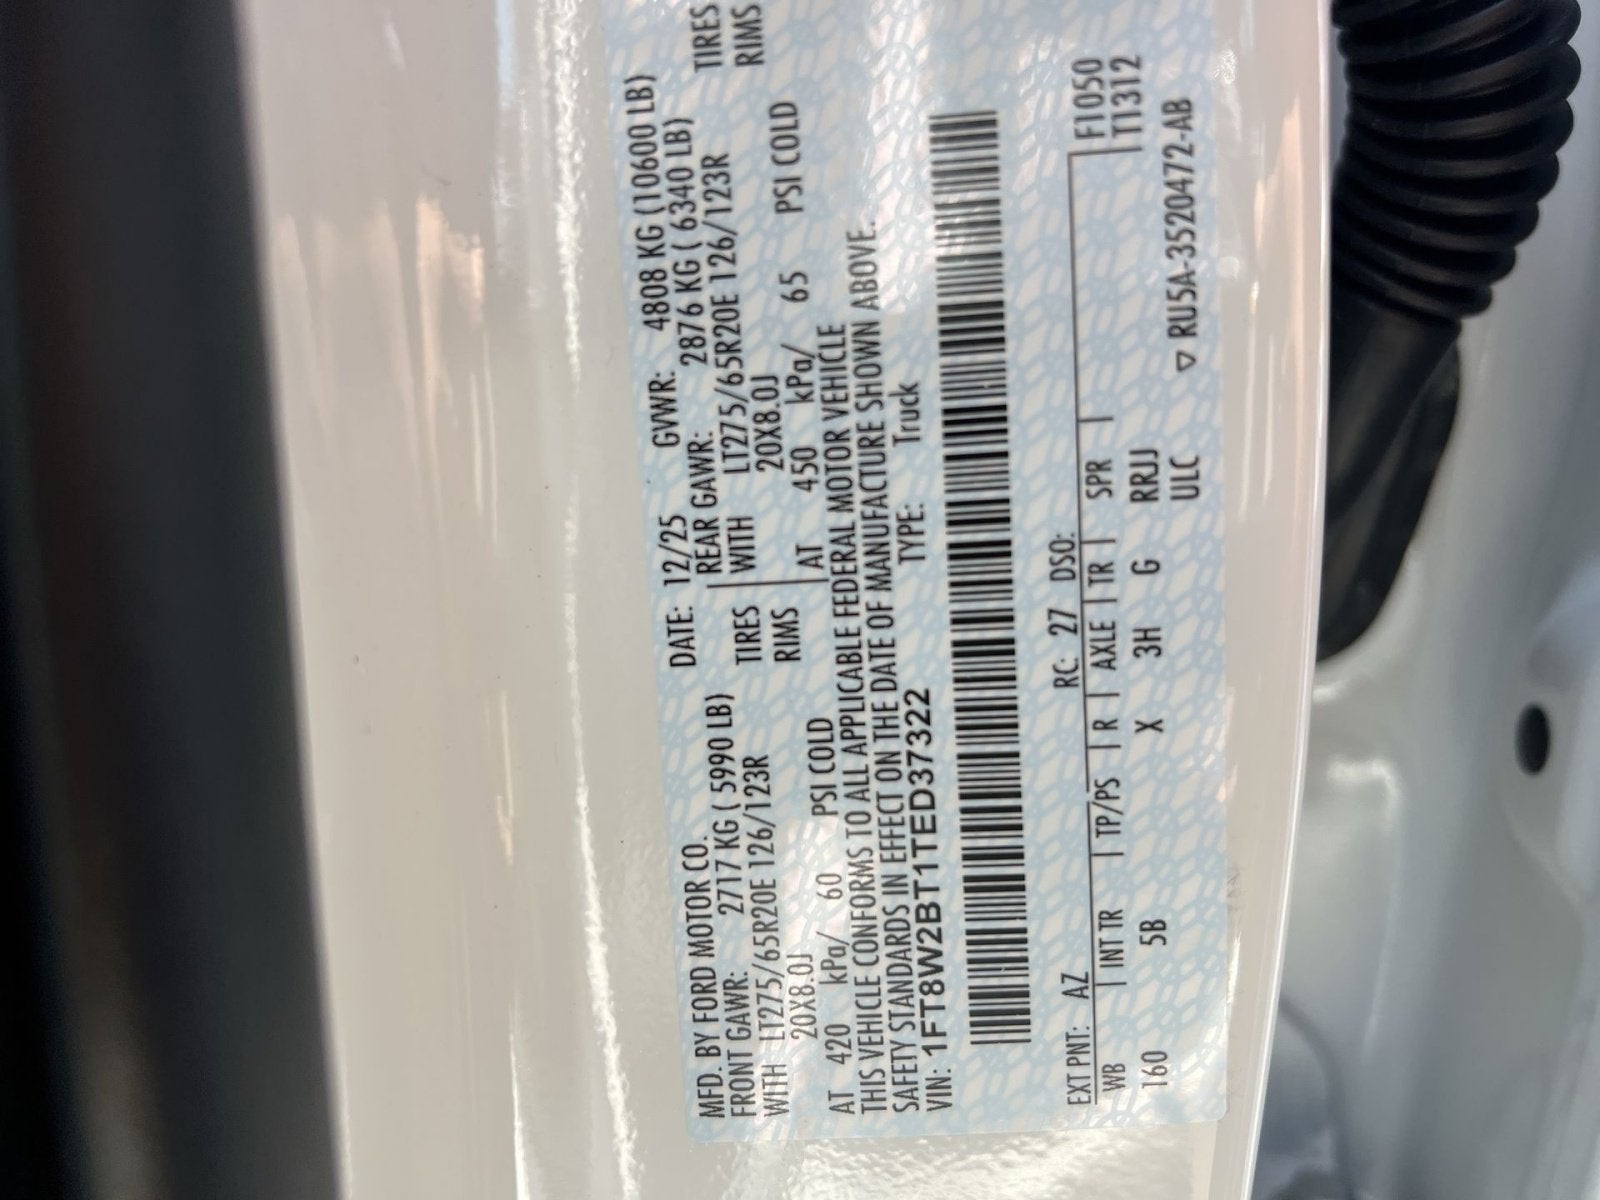 MFD. BY FORD MOTOR CO.
DATE: 12/25 GVWR: 4808 KG (10600 LB)
FRONT GAWR: 2717 KG ( 5990 LB) REAR GAWR: 2876 KG ( 6340 LB)
WITH LT275/65R20E 126/123R TIRES WITH LT275/65R20E 126/123R TIRES
20X8.0J RIMS 20X8.0J RIMS
AT 420 kPa/ 60 PSI COLD AT 450 kPa/ 65 PSI COLD
THIS VEHICLE CONFORMS TO ALL APPLICABLE FEDERAL MOTOR VEHICLE
SAFETY STANDARDS IN EFFECT ON THE DATE OF MANUFACTURE SHOWN ABOVE.
VIN: 1FT8W2BT1TED37322 TYPE: Truck
EXT PNT: AZ RC: 27 DSO: F1050
WB INT TR TP/PS R AXLE TR SPR T1312
160 5B X 3H G RRJJ
ULC ▽ RU5A-3520472-AB